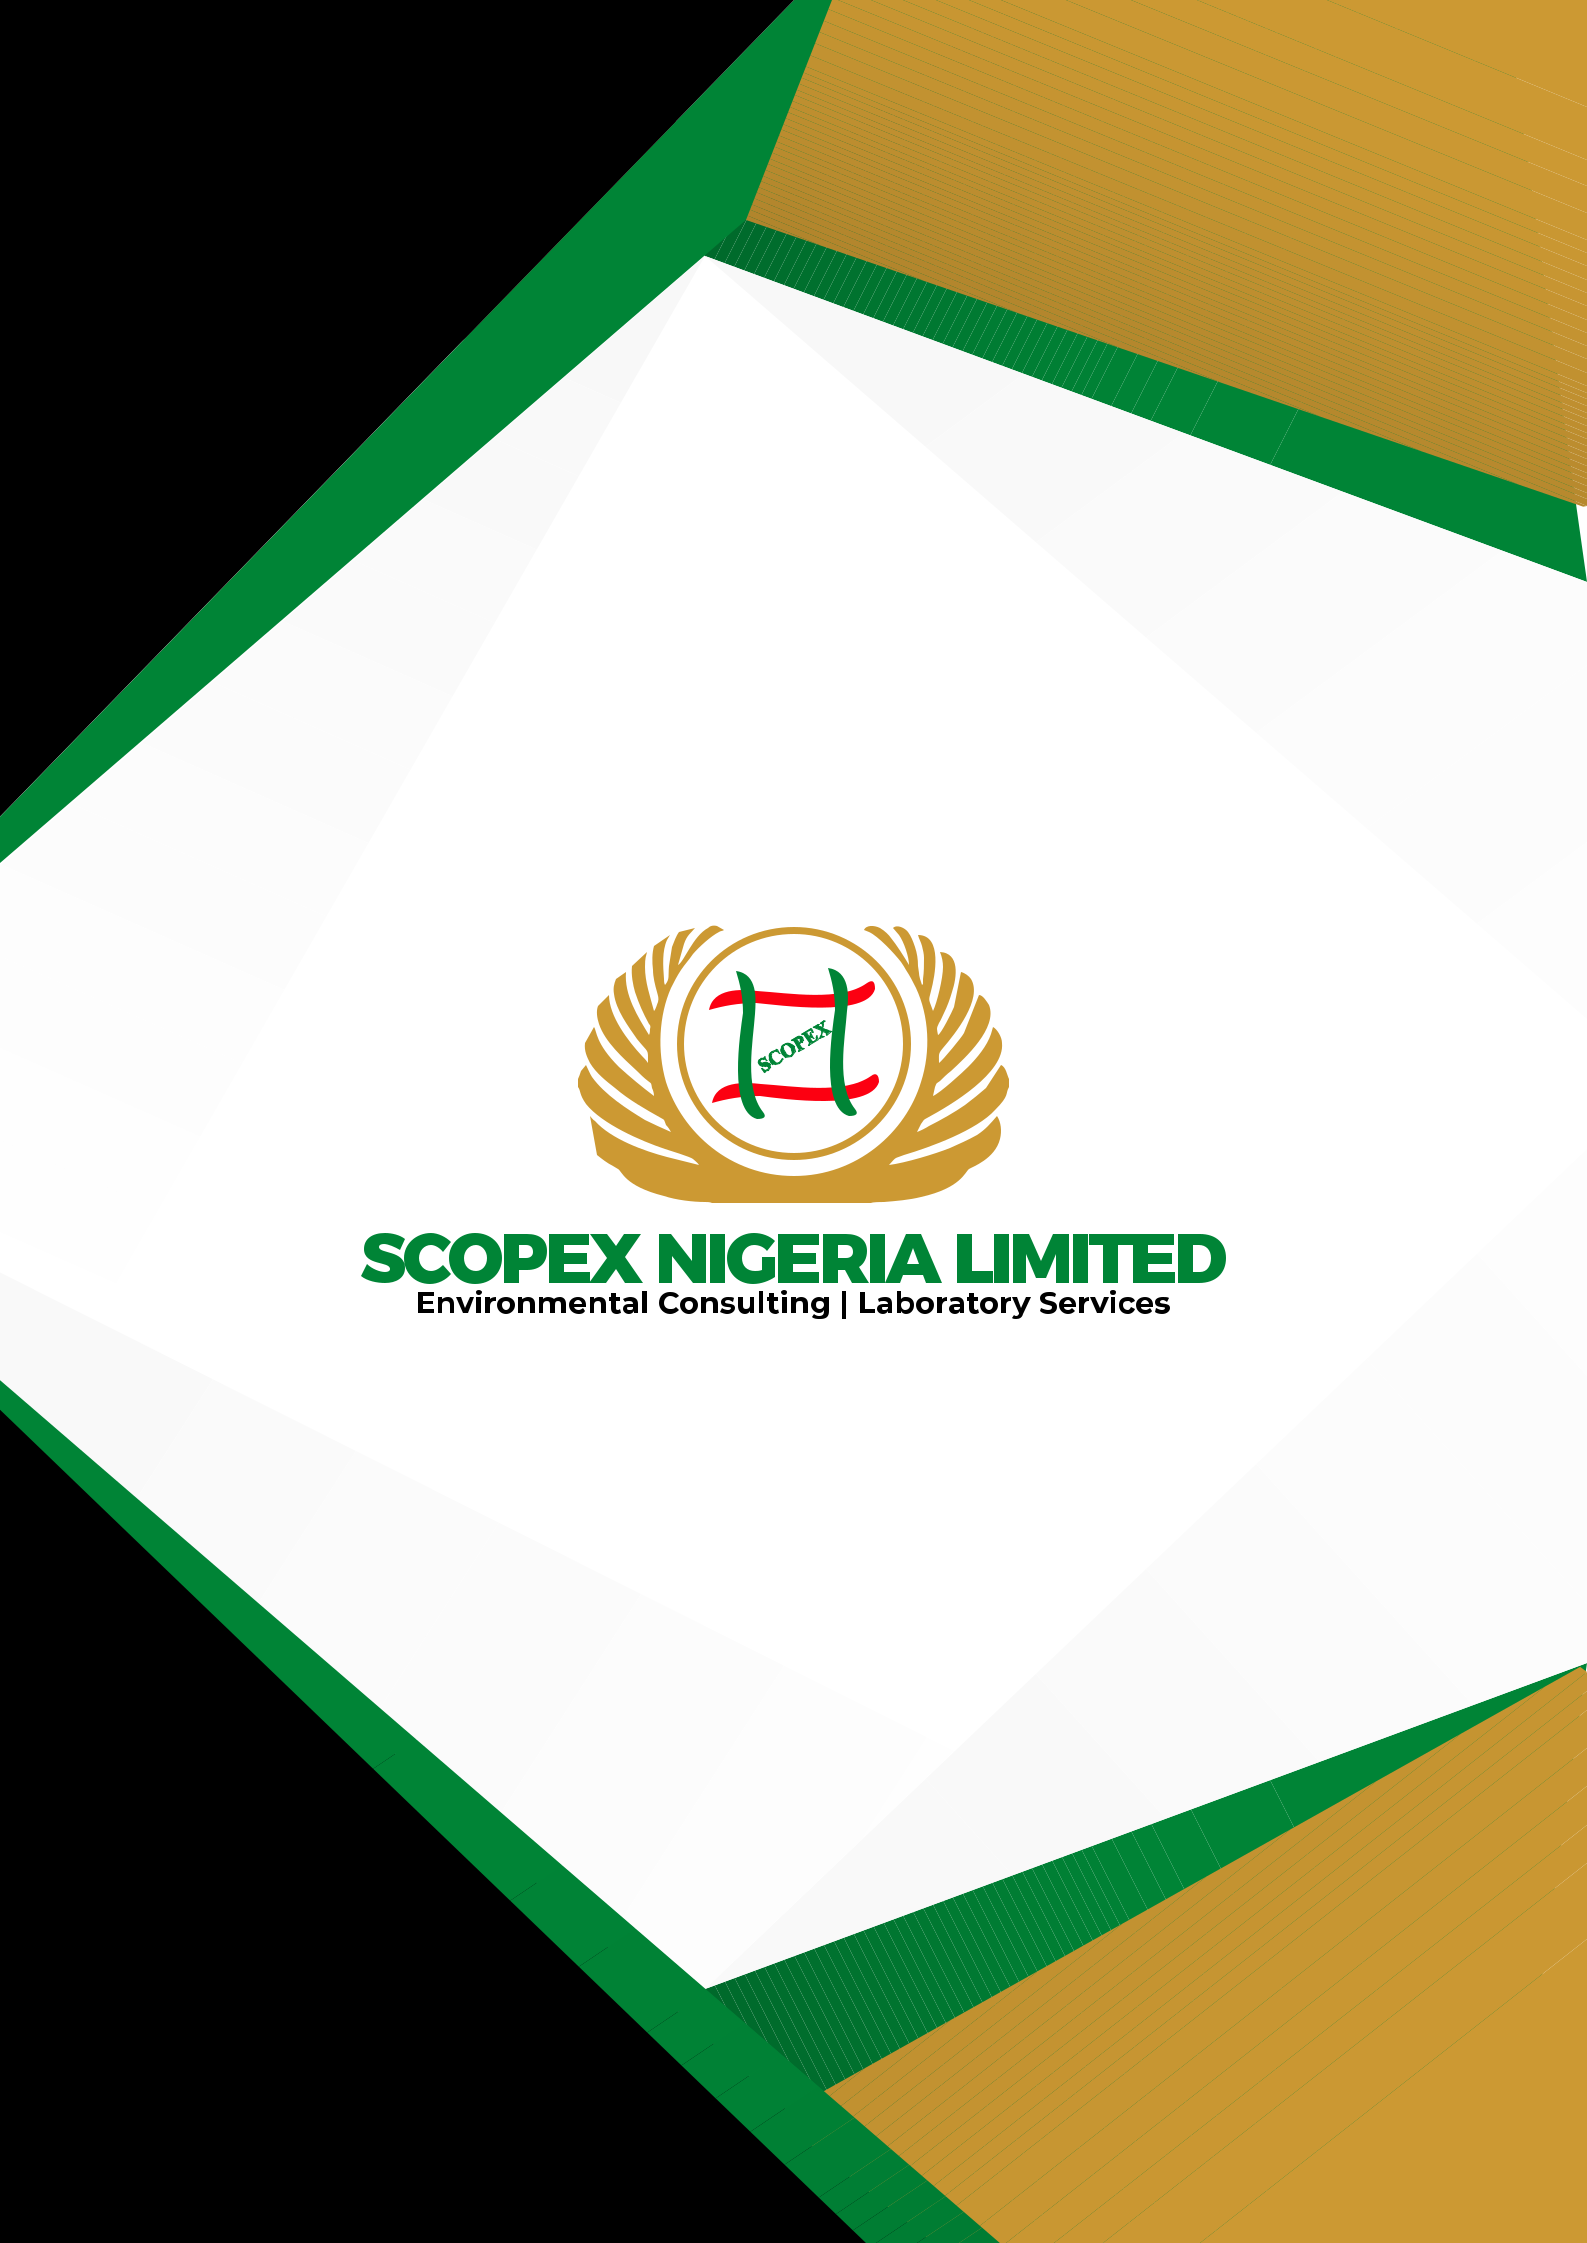 SCOPEX
SCOPEX NIGERIA LIMITED
Environmental Consulting | Laboratory Services